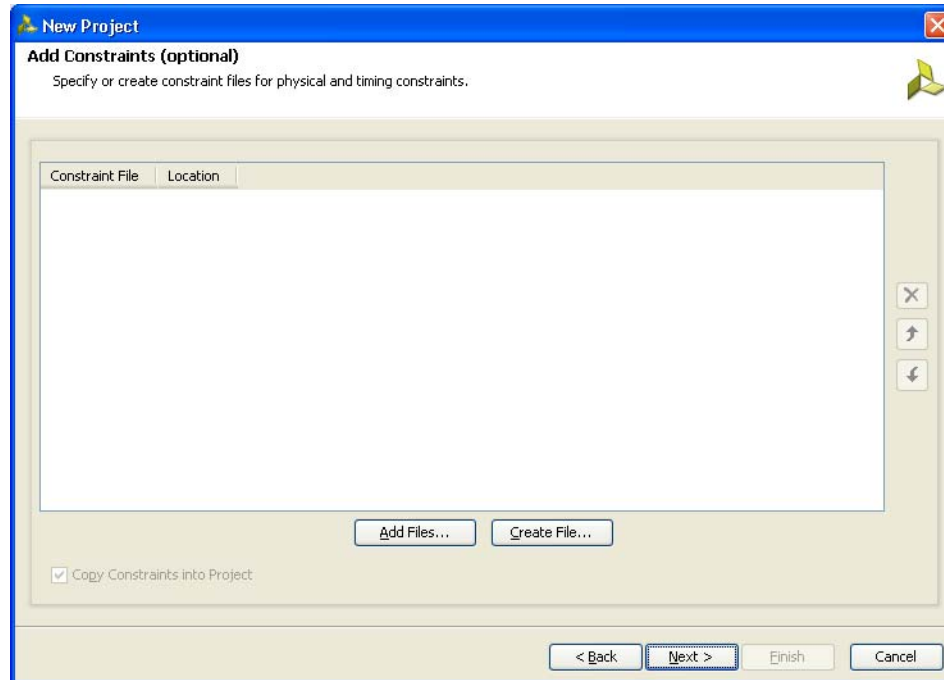 New Project
Add Constraints (optional)
Specify or create constraint files for physical and timing constraints.
Constraint File Location
Add Files... Create File...
Copy Constraints into Project
< Back Next > Finish Cancel